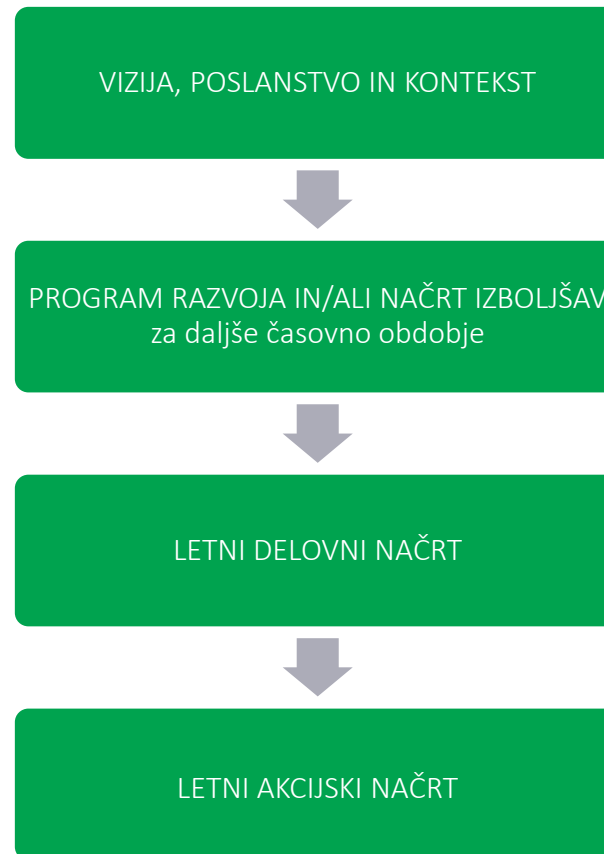 VIZIJA, POSLANSTVO IN KONTEKST
PROGRAM RAZVOJA IN/ALI NAČRT IZBOLJŠAV
za daljše časovno obdobje
LETNI DELOVNI NAČRT
LETNI AKCIJSKI NAČRT